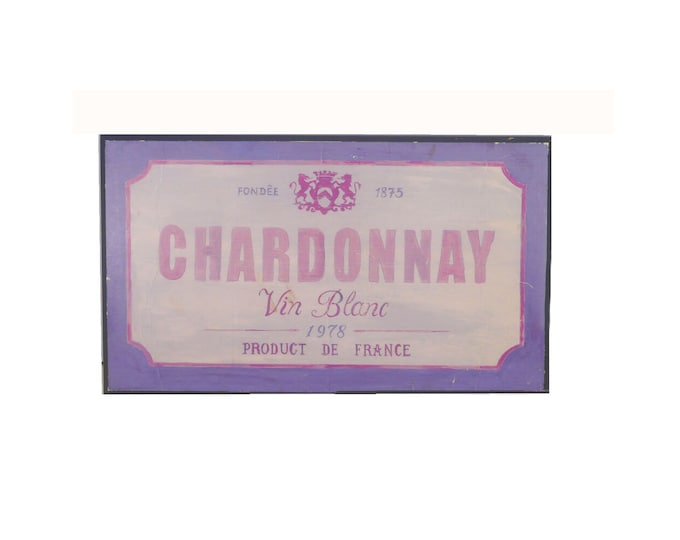 FONDÉE 1875
CHARDONNAY
Vin Blanc
1978
PRODUCT DE FRANCE